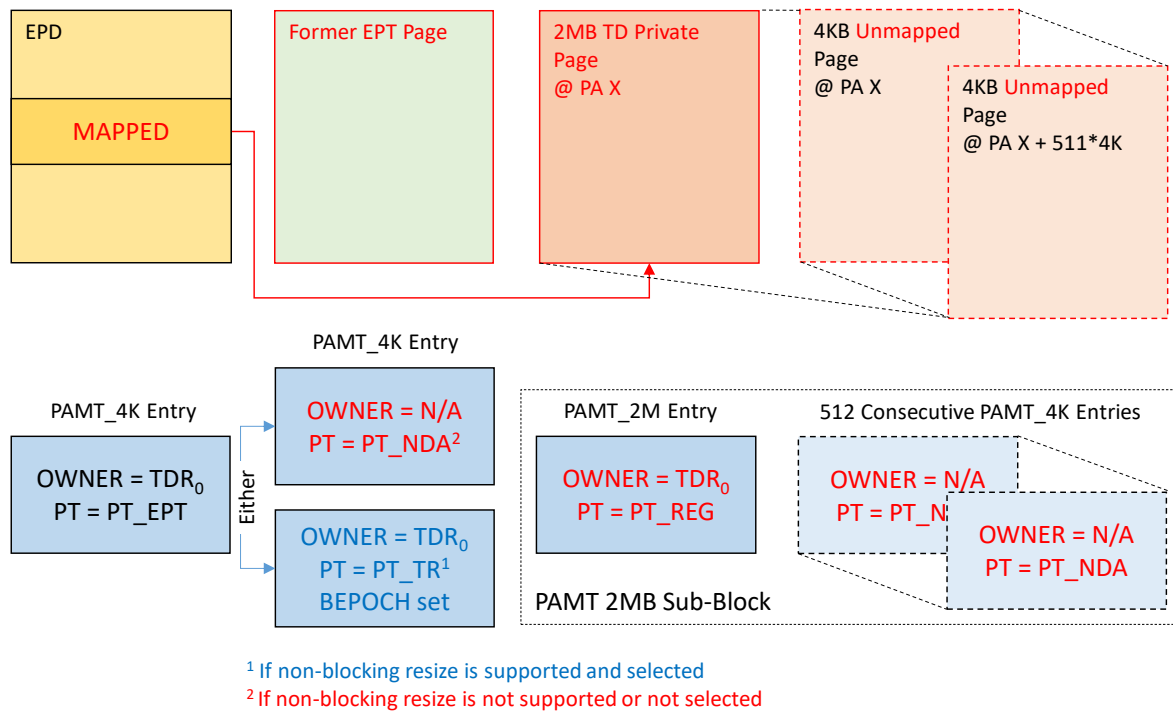 EPD
MAPPED
Former EPT Page
2MB TD Private
Page
@ PA X
4KB Unmapped
Page
@ PA X
4KB Unmapped
Page
@ PA X + 511*4K
PAMT_4K Entry
OWNER = TDR₀
PT = PT_EPT
Either
PAMT_4K Entry
OWNER = N/A
PT = PT_NDA²
OWNER = TDR₀
PT = PT_TR¹
BEPOCH set
PAMT_2M Entry
OWNER = TDR₀
PT = PT_REG
512 Consecutive PAMT_4K Entries
OWNER = N/A
PT = PT_N
OWNER = N/A
PT = PT_NDA
PAMT 2MB Sub-Block
¹ If non-blocking resize is supported and selected
² If non-blocking resize is not supported or not selected